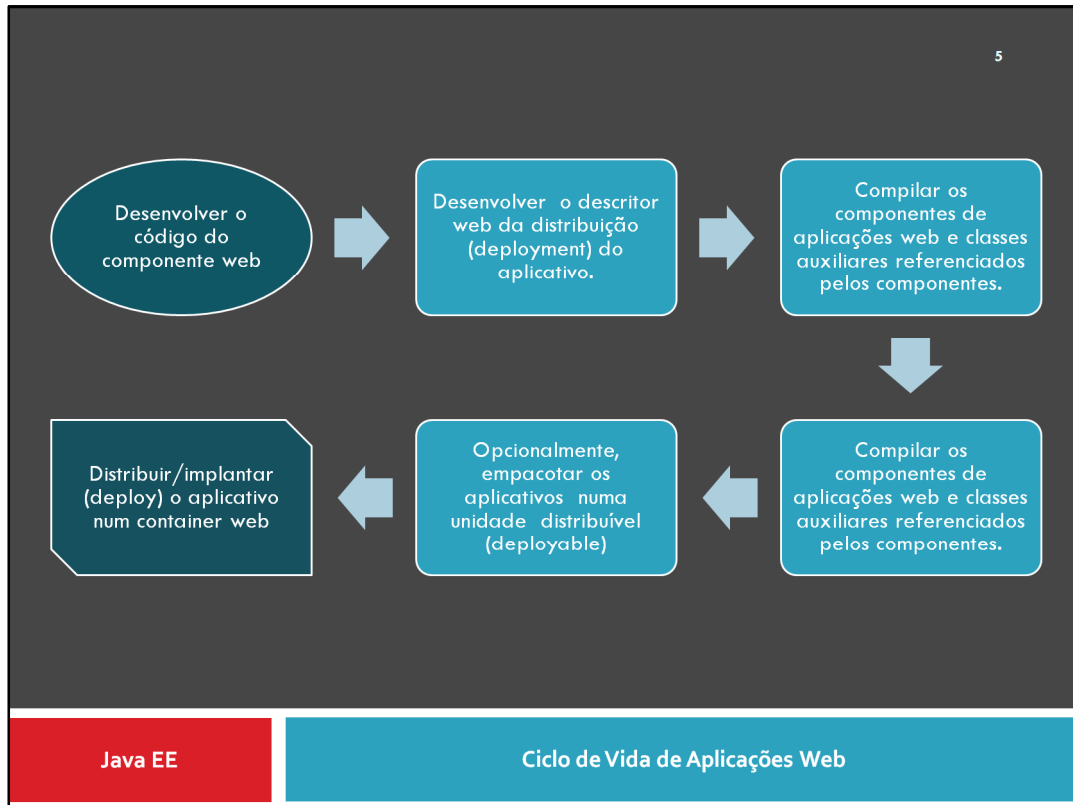 5
Desenvolver o
código do
componente web
Desenvolver o descritor
web da distribuição
(deployment) do
aplicativo.
Compilar os
componentes de
aplicações web e classes
auxiliares referenciados
pelos componentes.
Compilar os
componentes de
aplicações web e classes
auxiliares referenciados
pelos componentes.
Opcionalmente,
empacotar os
aplicativos numa
unidade distribuível
(deployable)
Distribuir/implantar
(deploy) o aplicativo
num container web
Java EE
Ciclo de Vida de Aplicações Web